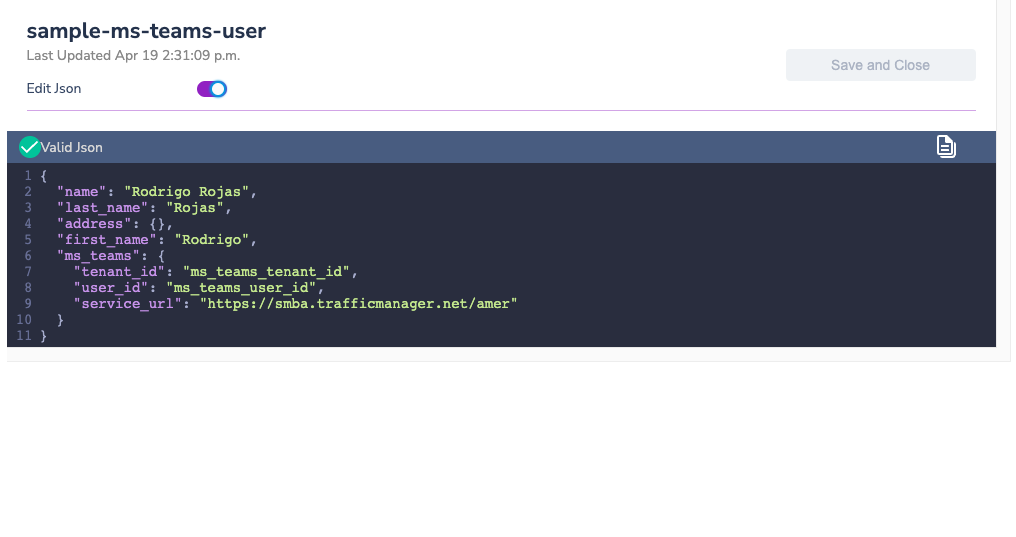 sample-ms-teams-user
Last Updated Apr 19 2:31:09 p.m.
Save and Close
Edit Json
Valid Json
1 {
2   "name": "Rodrigo Rojas",
3   "last_name": "Rojas",
4   "address": {},
5   "first_name": "Rodrigo",
6   "ms_teams": {
7     "tenant_id": "ms_teams_tenant_id",
8     "user_id": "ms_teams_user_id",
9     "service_url": "https://smba.trafficmanager.net/amer"
10   }
11 }